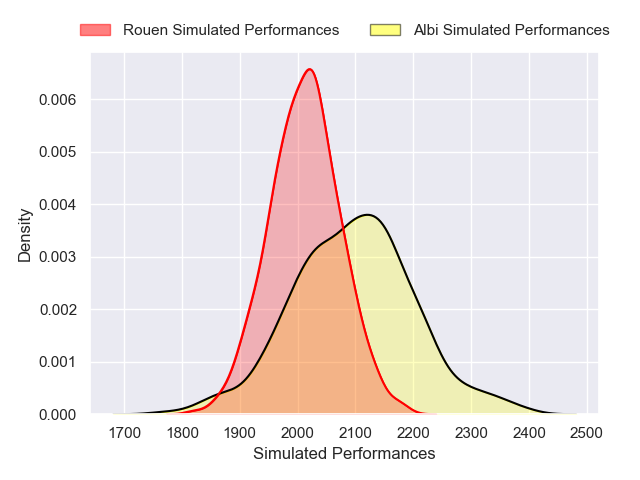 Rouen Simulated Performances Albi Simulated Performances
0.006
0.005
0.004
0.003
0.002
0.001
0.000
Density
1700 1800 1900 2000 2100 2200 2300 2400 2500
Simulated Performances